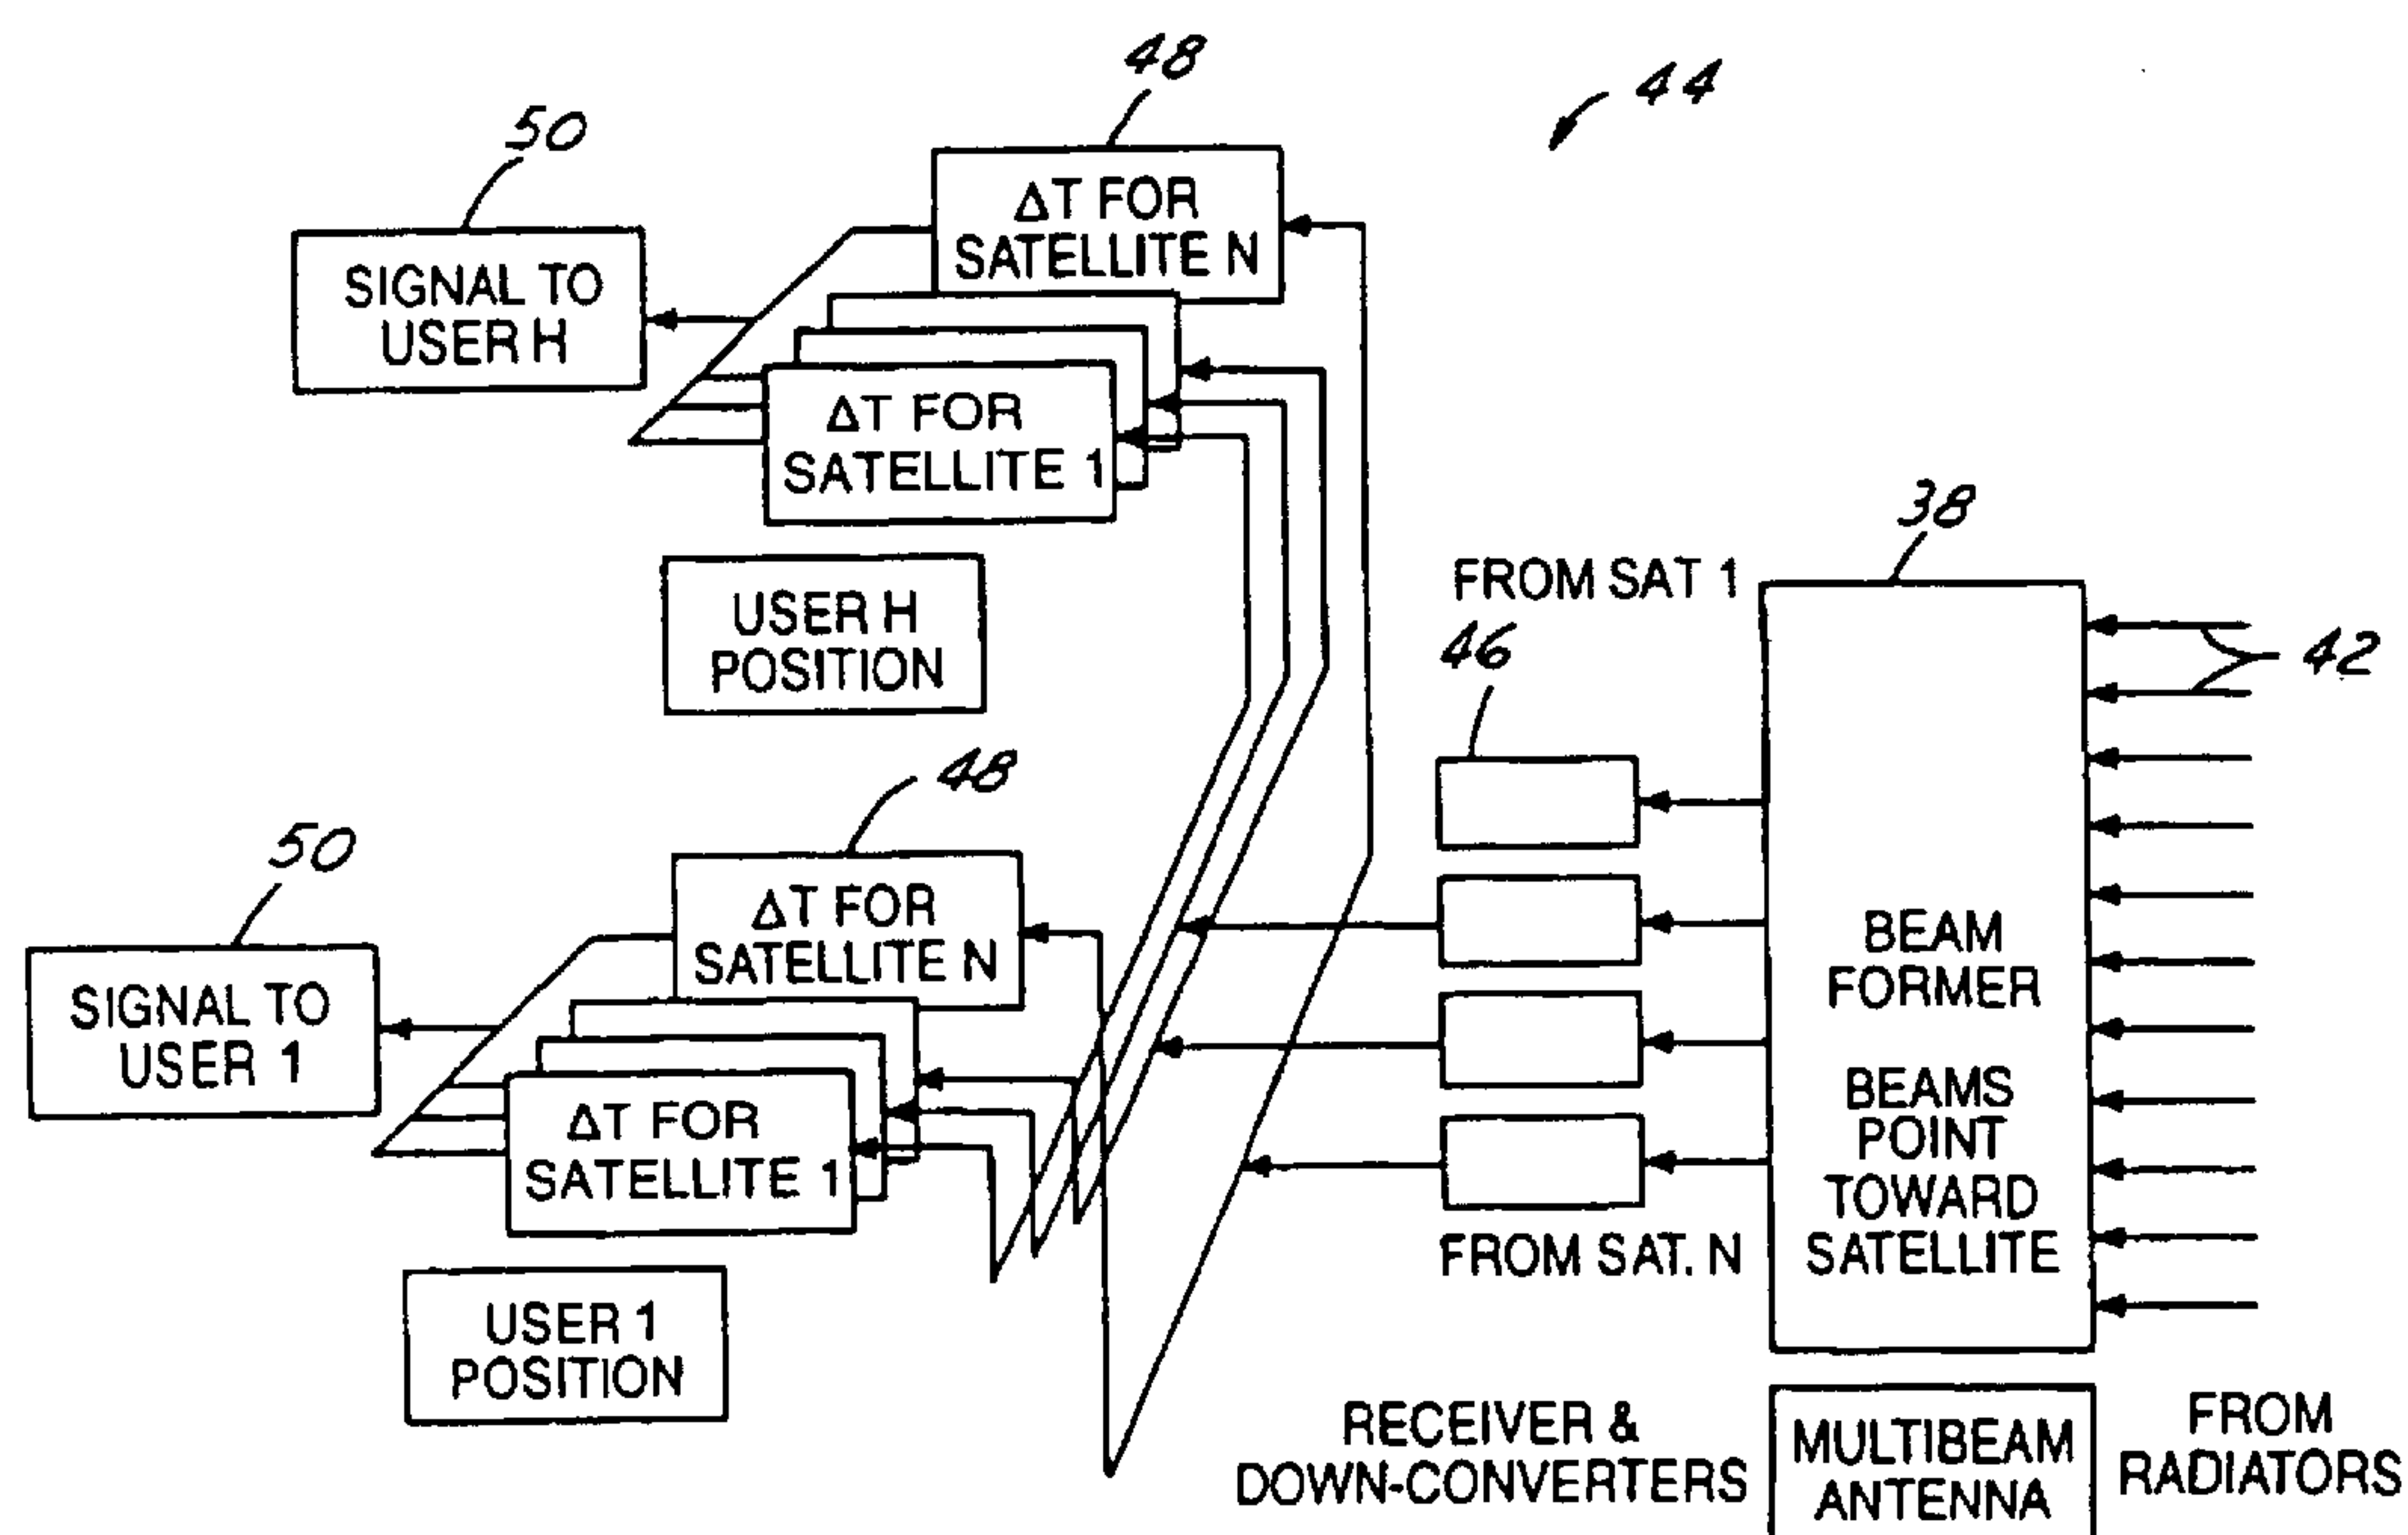 48
44
50
ΔT FOR
SATELLITE N
SIGNAL TO
USER H
ΔT FOR
SATELLITE 1
38
FROM SAT 1
USER H
POSITION
46
42
48
50
ΔT FOR
SATELLITE N
BEAM
FORMER
SIGNAL TO
USER 1
BEAMS
POINT
TOWARD
SATELLITE
ΔT FOR
SATELLITE 1
FROM SAT. N
USER 1
POSITION
RECEIVER &
DOWN-CONVERTERS
MULTIBEAM
ANTENNA
FROM
RADIATORS